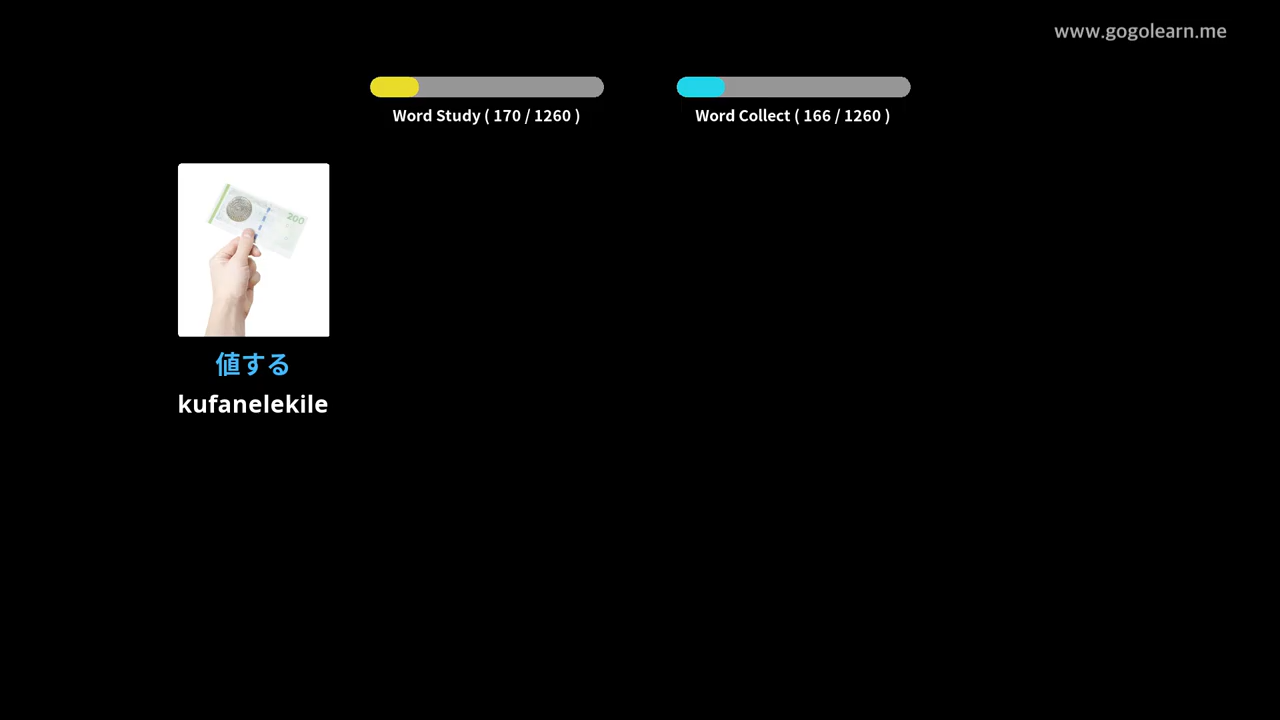 www.gogolearn.me
Word Study ( 170 / 1260 )
Word Collect ( 166 / 1260 )
200
値する
kufanelekile